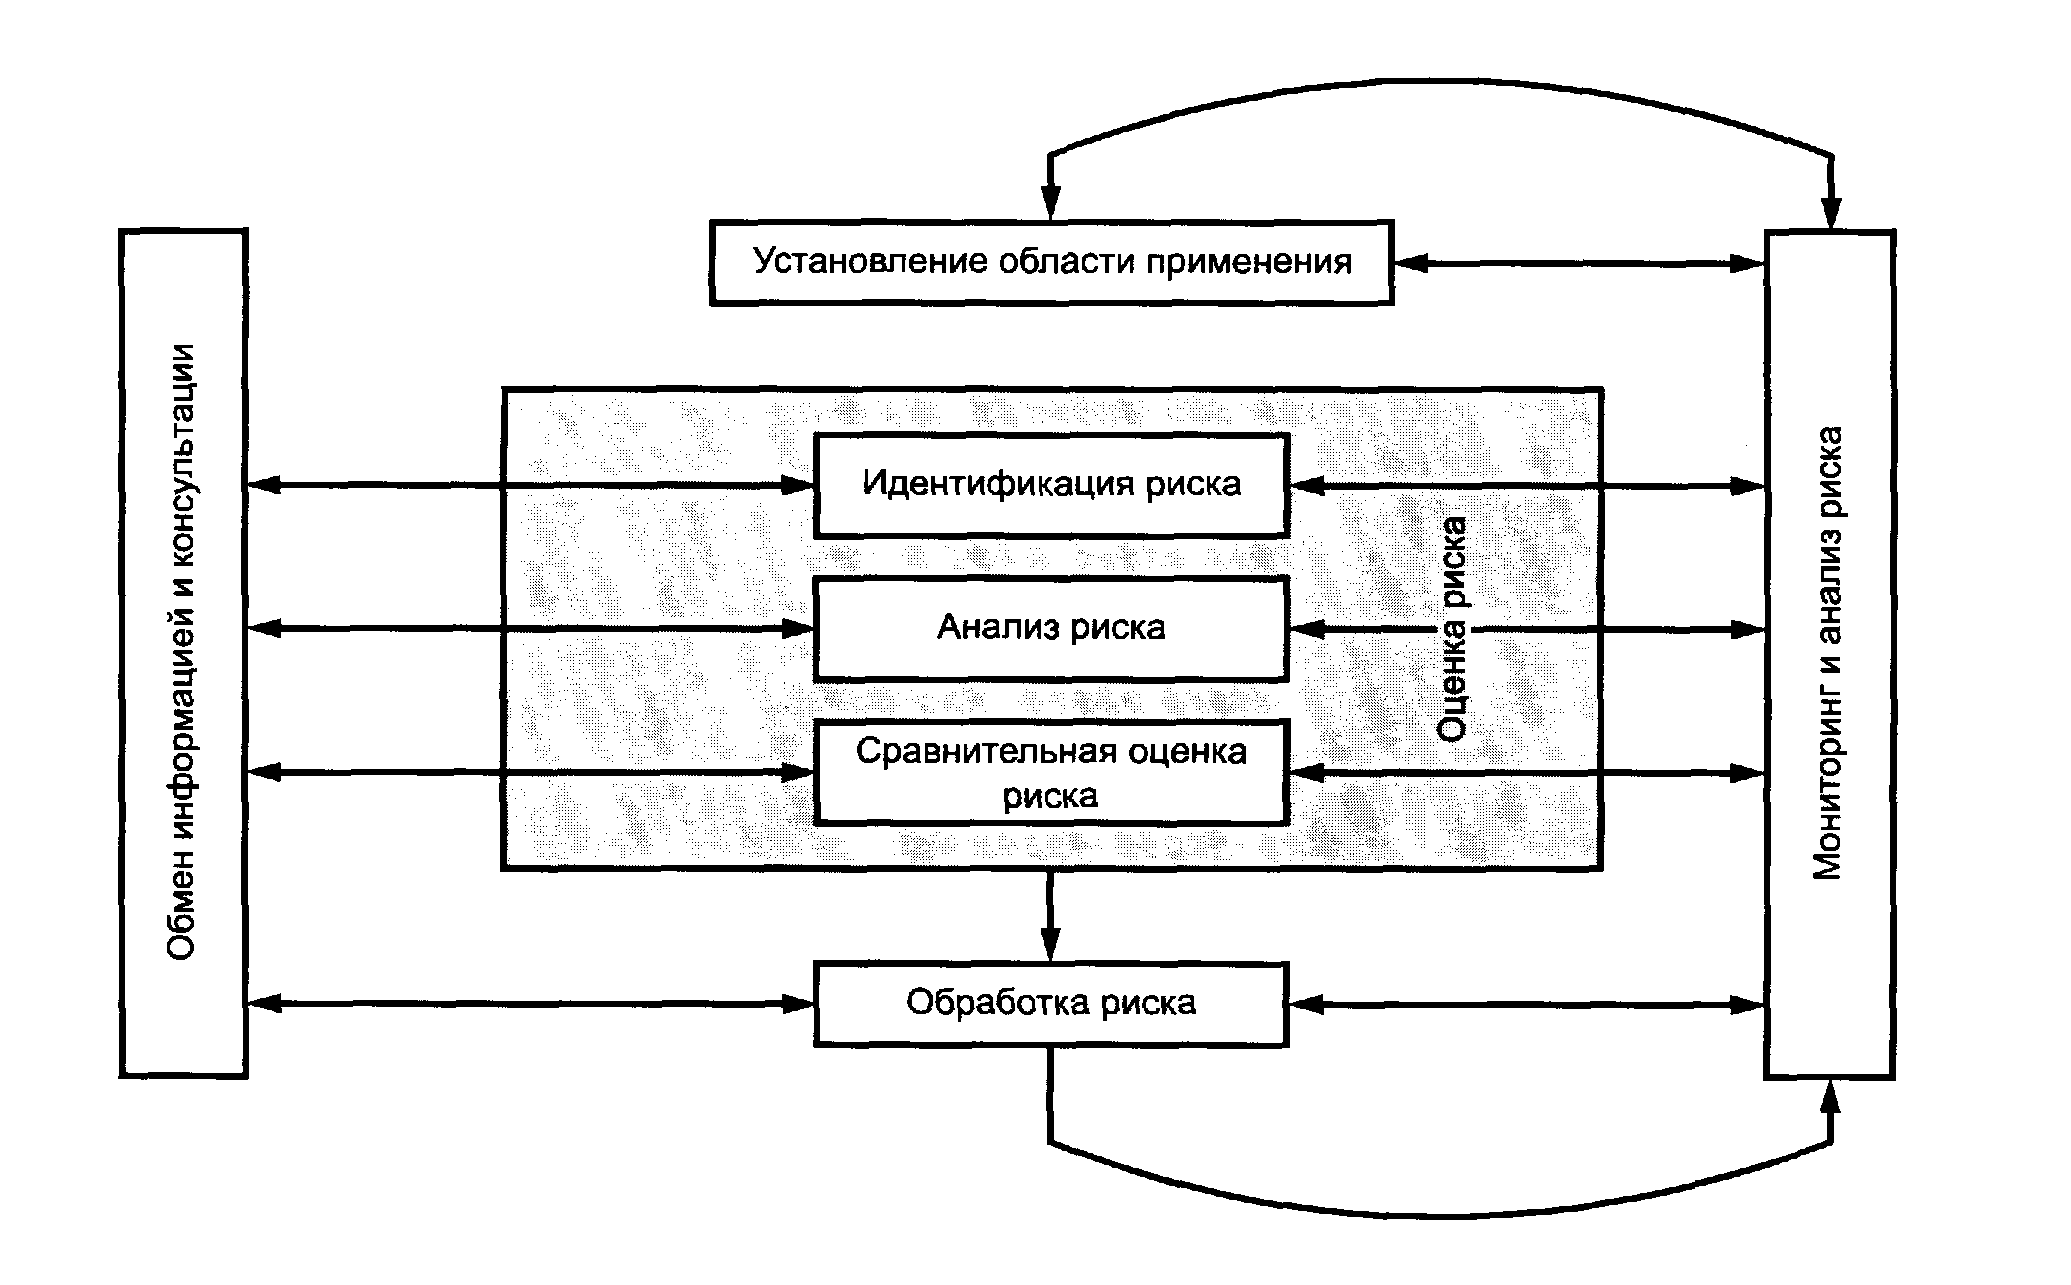 Установление области применения
Обмен информацией и консультации
Идентификация риска
Анализ риска
Сравнительная оценка
риска
Оценка риска
Мониторинг и анализ риска
Обработка риска